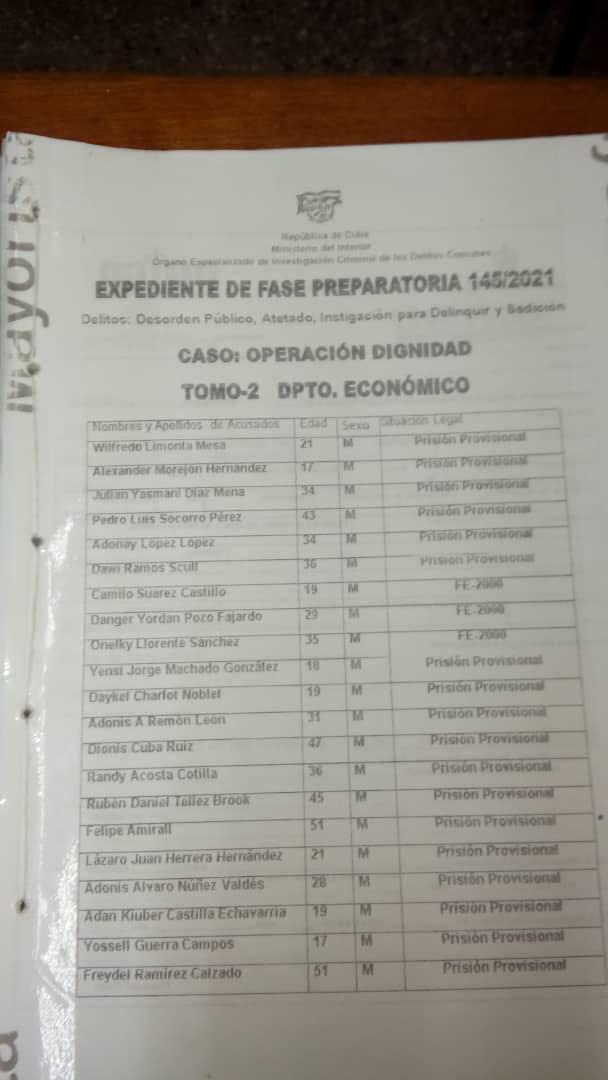 República de Cuba
Ministerio del Interior
Órgano Especializado de Investigación Criminal de los Delitos Comunes
EXPEDIENTE DE FASE PREPARATORIA 145/2021
Delitos: Desorden Público, Atetado, Instigación para Delinquir y Sedición
CASO: OPERACIÓN DIGNIDAD
TOMO-2 DPTO. ECONÓMICO
Nombres y Apellidos de Acusados Edad Sexo Situación Legal
Wilfredo Limonta Mesa 21 M Prisión Provisional
Alexander Morejón Hernández 17 M Prisión Provisional
Julian Yasmani Diaz Mena 34 M Prisión Provisional
Pedro Luis Socorro Pérez 43 M Prisión Provisional
Adonay López López 34 M Prisión Provisional
Dawi Ramos Scull 36 M Prisión Provisional
Camilo Suarez Castillo 19 M FE-2000
Danger Yordan Pozo Fajardo 29 M FE-2000
Onelky Llorente Sánchez 35 M FE-2000
Yensi Jorge Machado González 18 M Prisión Provisional
Daykel Charlot Noblet 19 M Prisión Provisional
Adonis A Remón León 31 M Prisión Provisional
Dionis Cuba Ruiz 47 M Prisión Provisional
Randy Acosta Cotilla 36 M Prisión Provisional
Rubén Daniel Téllez Brook 45 M Prisión Provisional
Felipe Amirall 51 M Prisión Provisional
Lázaro Juan Herrera Hernández 21 M Prisión Provisional
Adonis Alvaro Núñez Valdés 28 M Prisión Provisional
Adan Kiuber Castilla Echavarria 19 M Prisión Provisional
Yossell Guerra Campos 17 M Prisión Provisional
Freydel Ramírez Calzado 51 M Prisión Provisional